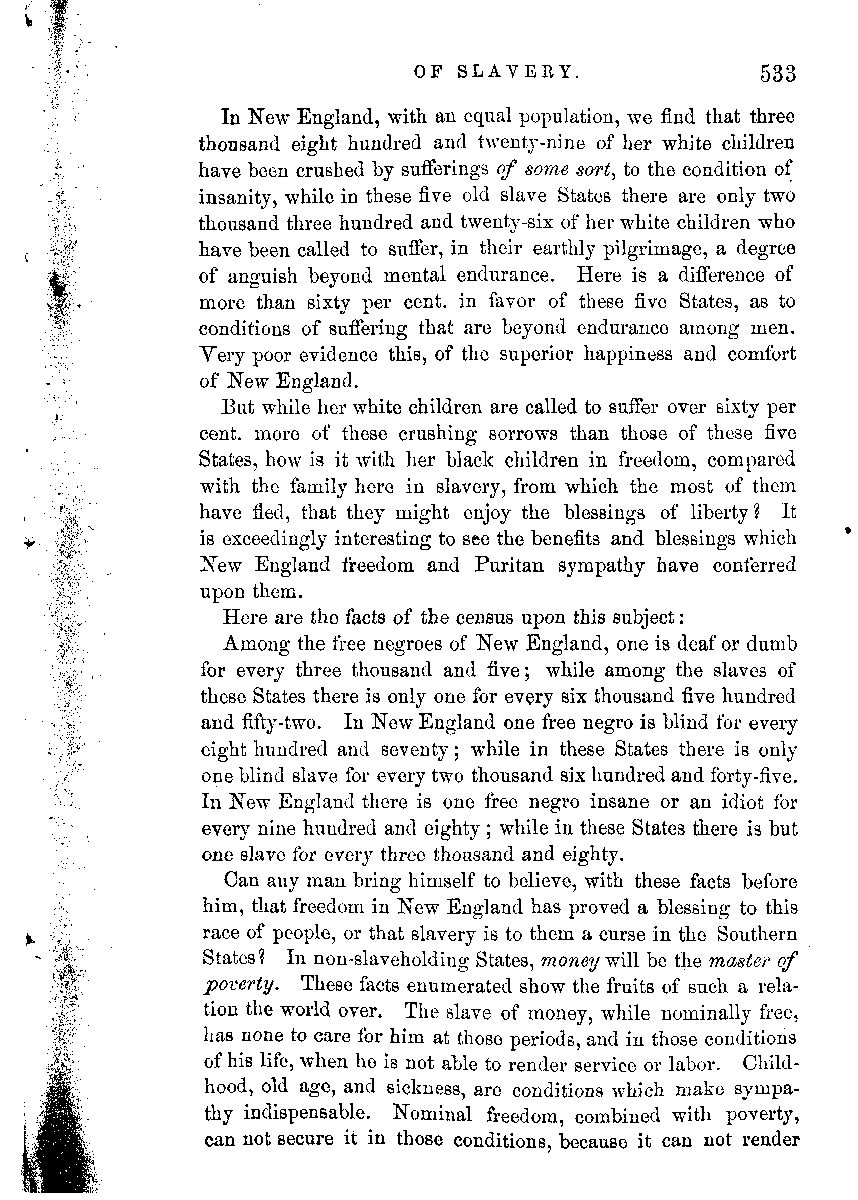 OF SLAVERY. 533
In New England, with an equal population, we find that three
thousand eight hundred and twenty-nine of her white children
have been crushed by sufferings of some sort, to the condition of
insanity, while in these five old slave States there are only two
thousand three hundred and twenty-six of her white children who
have been called to suffer, in their earthly pilgrimage, a degree
of anguish beyond mental endurance. Here is a difference of
more than sixty per cent. in favor of these five States, as to
conditions of suffering that are beyond endurance among men.
Very poor evidence this, of the superior happiness and comfort
of New England.
But while her white children are called to suffer over sixty per
cent. more of these crushing sorrows than those of these five
States, how is it with her black children in freedom, compared
with the family here in slavery, from which the most of them
have fled, that they might enjoy the blessings of liberty? It
is exceedingly interesting to see the benefits and blessings which
New England freedom and Puritan sympathy have conferred
upon them.
Here are the facts of the census upon this subject:
Among the free negroes of New England, one is deaf or dumb
for every three thousand and five; while among the slaves of
these States there is only one for every six thousand five hundred
and fifty-two. In New England one free negro is blind for every
eight hundred and seventy; while in these States there is only
one blind slave for every two thousand six hundred and forty-five.
In New England there is one free negro insane or an idiot for
every nine hundred and eighty; while in these States there is but
one slave for every three thousand and eighty.
Can any man bring himself to believe, with these facts before
him, that freedom in New England has proved a blessing to this
race of people, or that slavery is to them a curse in the Southern
States? In non-slaveholding States, money will be the master of
poverty. These facts enumerated show the fruits of such a rela-
tion the world over. The slave of money, while nominally free,
has none to care for him at those periods, and in those conditions
of his life, when he is not able to render service or labor. Child-
hood, old age, and sickness, are conditions which make sympa-
thy indispensable. Nominal freedom, combined with poverty,
can not secure it in those conditions, because it can not render